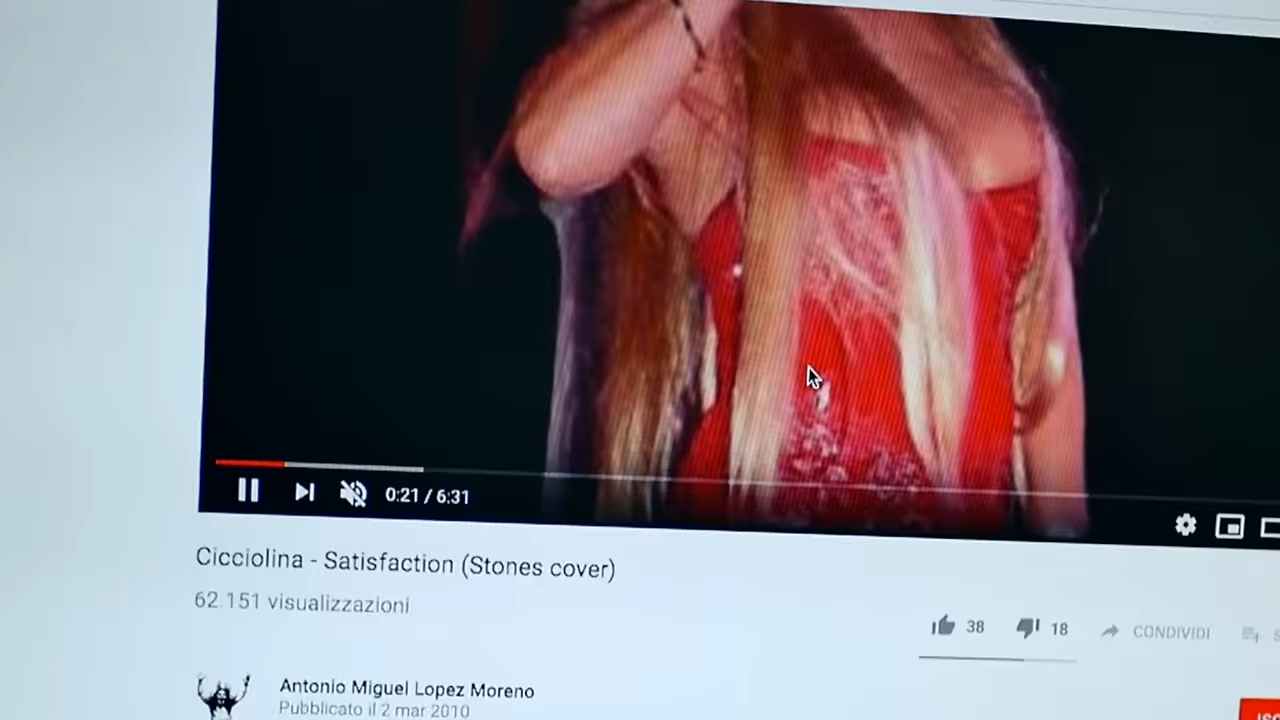 0:21 / 6:31
Cicciolina - Satisfaction (Stones cover)
62.151 visualizzazioni
38
18
CONDIVIDI
Antonio Miguel Lopez Moreno
Pubblicato il 2 mar 2010